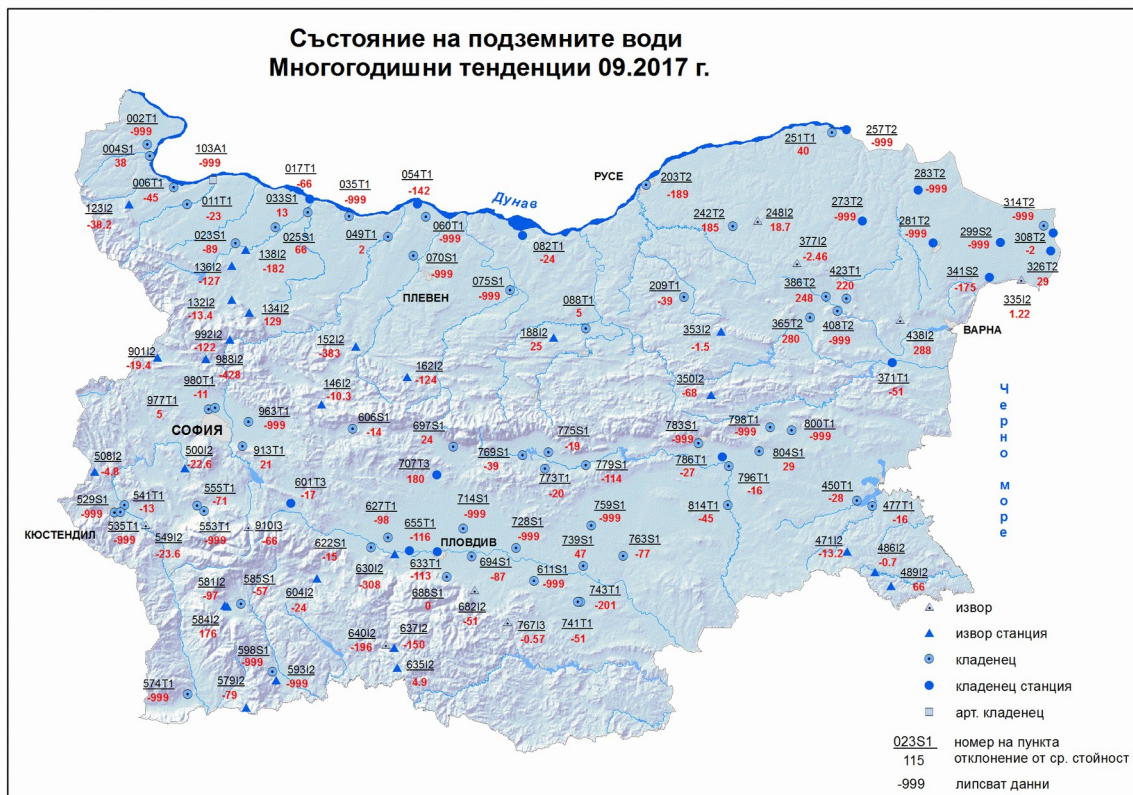 Състояние на подземните води
Многогодишни тенденции 09.2017 г.
002T1
-999
004S1
38
103A1
-999
006T1
-45
011T1
-23
123I2
-38.2
017T1
-66
033S1
13
035T1
-999
054T1
-142
Дунав
РУСЕ
203T2
-189
251T1
40
257T2
-999
283T2
-999
314T2
-999
023S1
-89
025S1
66
138I2
-182
136I2
-127
049T1
2
060T1
-999
070S1
-999
082T1
-24
242T2
185
248I2
18.7
273T2
-999
281T2
-999
299S2
-999
308T2
-2
377I2
-2.46
326T2
29
132I2
-13.4
134I2
129
ПЛЕВЕН
075S1
-999
088T1
5
209T1
-39
386T2
248
423T1
220
341S2
-175
335I2
1.22
ВАРНА
992I2
-122
988I2
-428
901I2
-19.4
152I2
-383
188I2
25
353I2
-1.5
365T2
280
408T2
-999
438I2
288
980T1
-11
977T1
5
146I2
-10.3
162I2
-124
350I2
-68
371T1
-51
963T1
-999
СОФИЯ
606S1
-14
697S1
24
775S1
-19
783S1
-999
798T1
-999
800T1
-999
Черно море
913T1
21
500I2
-22.6
508I2
-4.8
707T3
180
769S1
-39
773T1
-20
779S1
-114
786T1
-27
796T1
-16
804S1
29
529S1
-999
541T1
-13
555T1
-71
601T3
-17
627T1
-98
714S1
-999
759S1
-999
814T1
-45
450T1
-28
477T1
-16
КЮСТЕНДИЛ
535T1
-999
549I2
-23.6
553T1
-999
910I3
-66
622S1
-15
655T1
-116
ПЛОВДИВ
728S1
-999
739S1
47
763S1
-77
471I2
-13.2
486I2
-0.7
489I2
66
581I2
-97
585S1
-57
604I2
-24
630I2
-308
633T1
-113
694S1
-87
611S1
-999
688S1
0
682I2
-51
743T1
-201
741T1
-51
584I2
176
640I2
-196
637I2
-150
767I3
-0.57
598S1
-999
593I2
-999
635I2
4.9
574T1
-999
579I2
-79
извор
извор станция
кладенец
кладенец станция
арт. кладенец
023S1 номер на пункта
115 отклонение от ср. стойност
-999 липсват данни